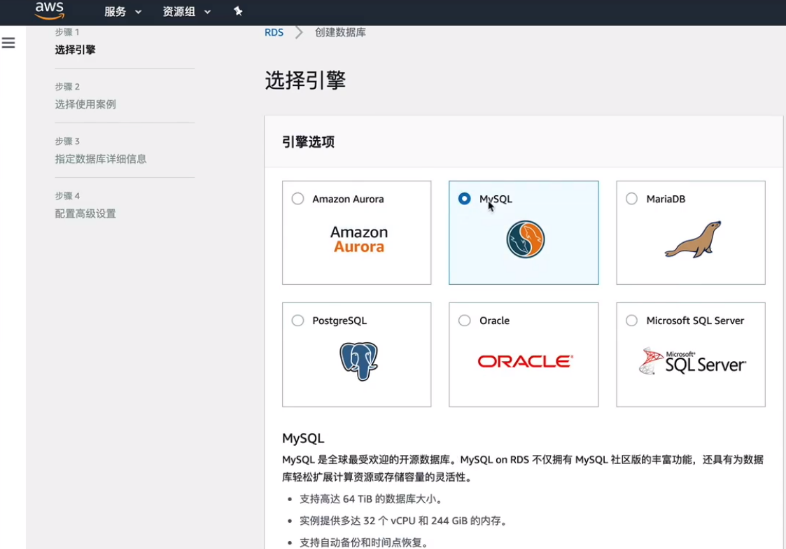 aws
服务
资源组
步骤 1
选择引擎
步骤 2
选择使用案例
步骤 3
指定数据库详细信息
步骤 4
配置高级设置
RDS
创建数据库
选择引擎
引擎选项
Amazon Aurora
Amazon
Aurora
MySQL
MariaDB
PostgreSQL
Oracle
ORACLE
Microsoft SQL Server
Microsoft
SQL Server
MySQL
MySQL 是全球最受欢迎的开源数据库。MySQL on RDS 不仅拥有 MySQL 社区版的丰富功能，还具有为数据
库轻松扩展计算资源或存储容量的灵活性。
• 支持高达 64 TiB 的数据库大小。
• 实例提供多达 32 个 vCPU 和 244 GiB 的内存。
• 支持自动备份和时间点恢复。